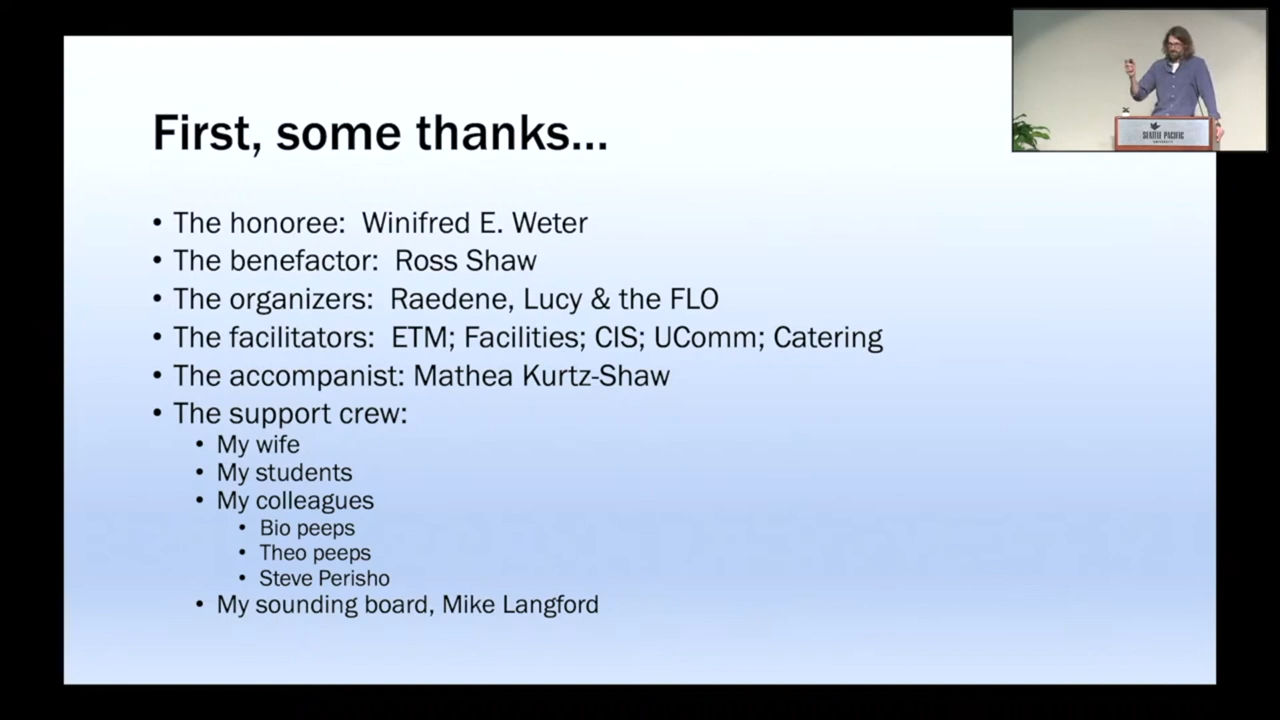 First, some thanks...
• The honoree:  Winifred E. Weter
• The benefactor:  Ross Shaw
• The organizers:  Raedene, Lucy & the FLO
• The facilitators:  ETM; Facilities; CIS; UComm; Catering
• The accompanist: Mathea Kurtz-Shaw
• The support crew:
• My wife
• My students
• My colleagues
• Bio peeps
• Theo peeps
• Steve Perisho
• My sounding board, Mike Langford
SEATTLE PACIFIC
UNIVERSITY